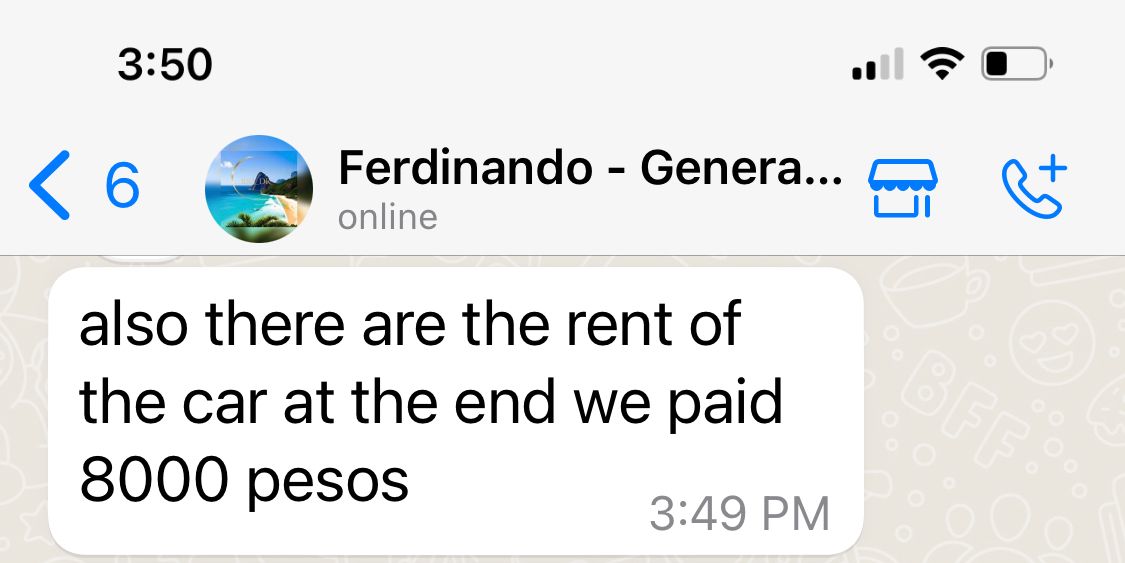 3:50
6
Ferdinando - Genera...
online
also there are the rent of
the car at the end we paid
8000 pesos
3:49 PM